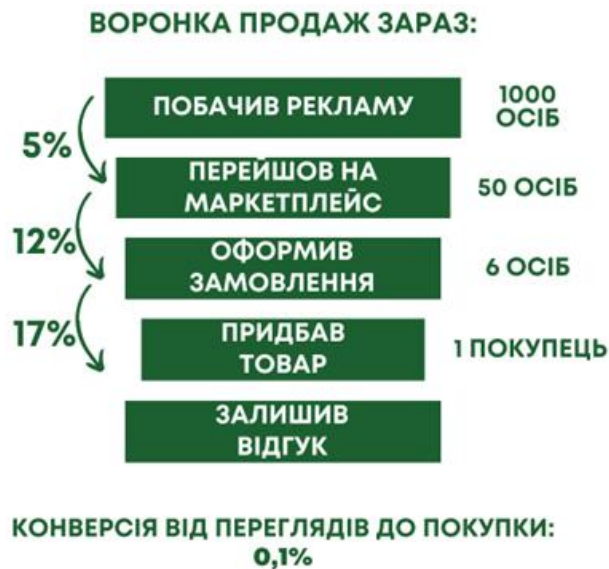 ВОРОНКА ПРОДАЖ ЗАРАЗ:
ПОБАЧИВ РЕКЛАМУ
1000
ОСІБ
5%
ПЕРЕЙШОВ НА
МАРКЕТПЛЕЙС
50 ОСІБ
12%
ОФОРМИВ
ЗАМОВЛЕННЯ
6 ОСІБ
17%
ПРИДБАВ
ТОВАР
1 ПОКУПЕЦЬ
ЗАЛИШИВ
ВІДГУК
КОНВЕРСІЯ ВІД ПЕРЕГЛЯДІВ ДО ПОКУПКИ:
0,1%